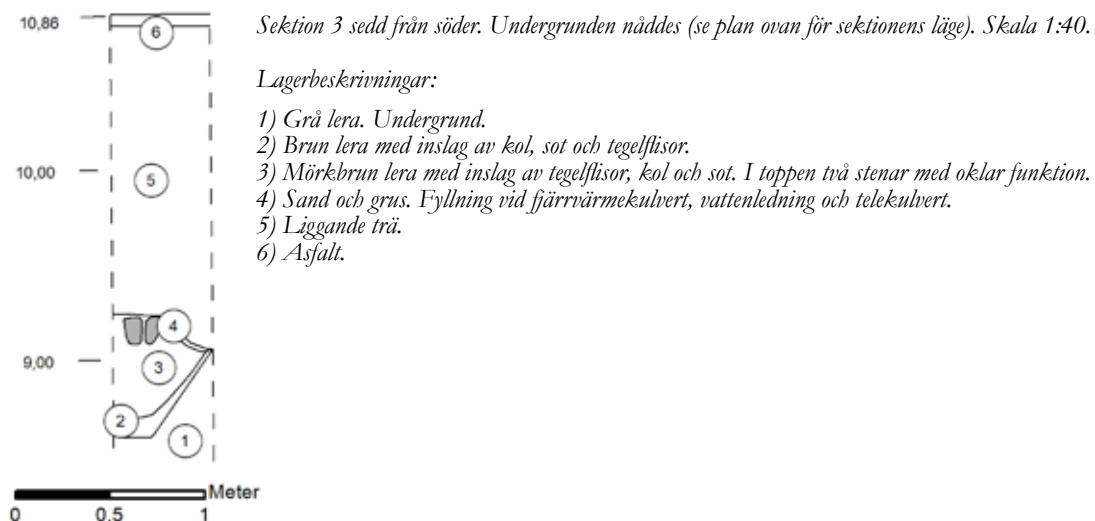 10,86
6
Sektion 3 sedd från söder. Undergrunden nåddes (se plan ovan för sektionens läge). Skala 1:40.
Lagerbeskrivningar:
1) Grå lera. Undergrund.
2) Brun lera med inslag av kol, sot och tegelflisor.
3) Mörkbrun lera med inslag av tegelflisor, kol och sot. I toppen två stenar med oklar funktion.
4) Sand och grus. Fyllning vid fjärrvärmekulvert, vattenledning och telekulvert.
5) Liggande trä.
6) Asfalt.
10,00
5
4
9,00
3
2
1
Meter
0 0,5 1